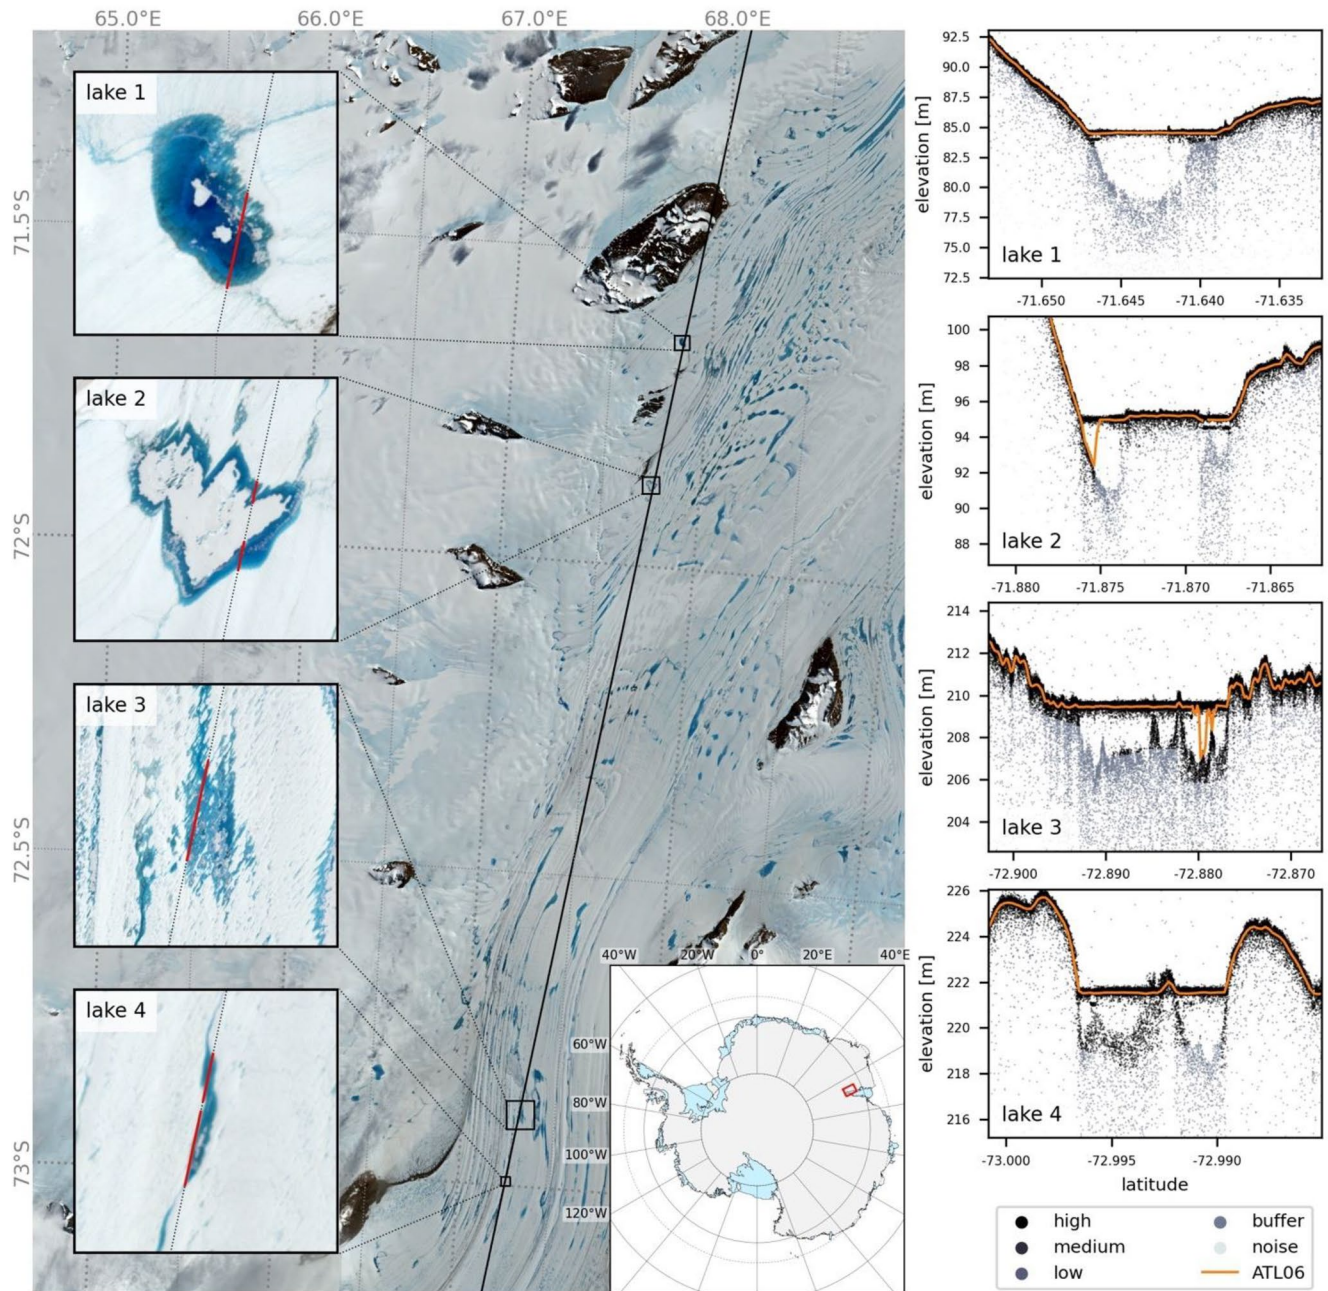 65.0°E 66.0°E 67.0°E 68.0°E
71.5°S
72°S
72.5°S
73°S
lake 1
lake 2
lake 3
lake 4
40°W 20°W 0° 20°E 40°E
60°W
80°W
100°W
120°W
elevation [m]
92.5
90.0
87.5
85.0
82.5
80.0
77.5
75.0
72.5
lake 1
-71.650 -71.645 -71.640 -71.635
elevation [m]
100
98
96
94
92
90
88
lake 2
-71.880 -71.875 -71.870 -71.865
elevation [m]
214
212
210
208
206
204
lake 3
-72.900 -72.890 -72.880 -72.870
elevation [m]
226
224
222
220
218
216
lake 4
-73.000 -72.995 -72.990
latitude
high buffer
medium noise
low ATL06